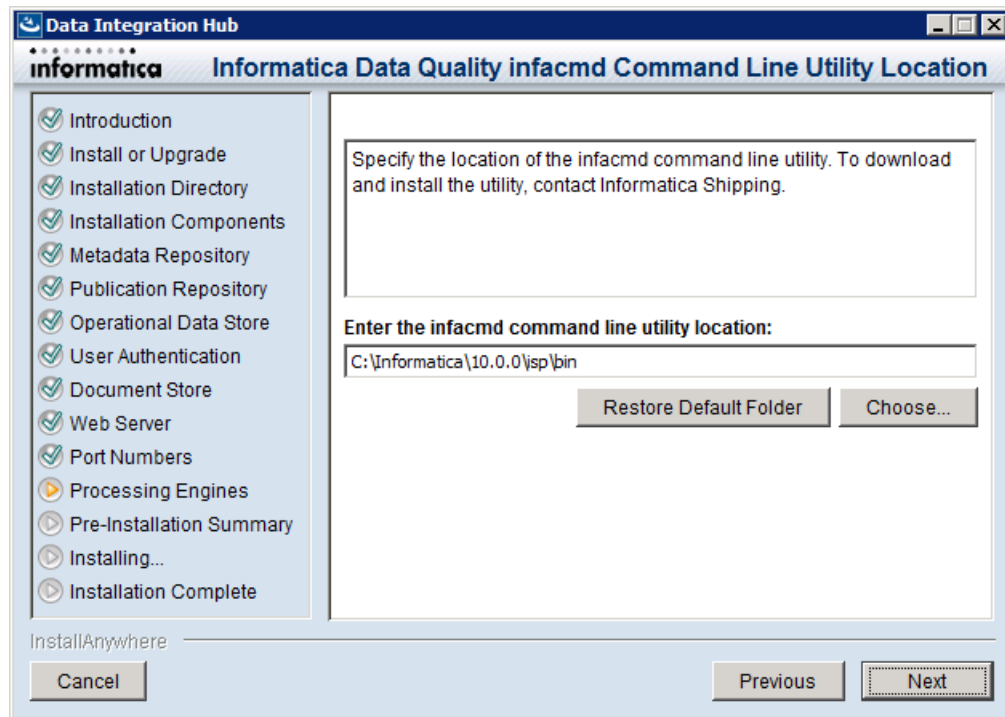 Data Integration Hub
informatica
Informatica Data Quality infacmd Command Line Utility Location
Introduction
Install or Upgrade
Installation Directory
Installation Components
Metadata Repository
Publication Repository
Operational Data Store
User Authentication
Document Store
Web Server
Port Numbers
Processing Engines
Pre-Installation Summary
Installing...
Installation Complete
Specify the location of the infacmd command line utility. To download
and install the utility, contact Informatica Shipping.
Enter the infacmd command line utility location:
C:\Informatica\10.0.0\isp\bin
Restore Default Folder
Choose...
InstallAnywhere
Cancel
Previous
Next